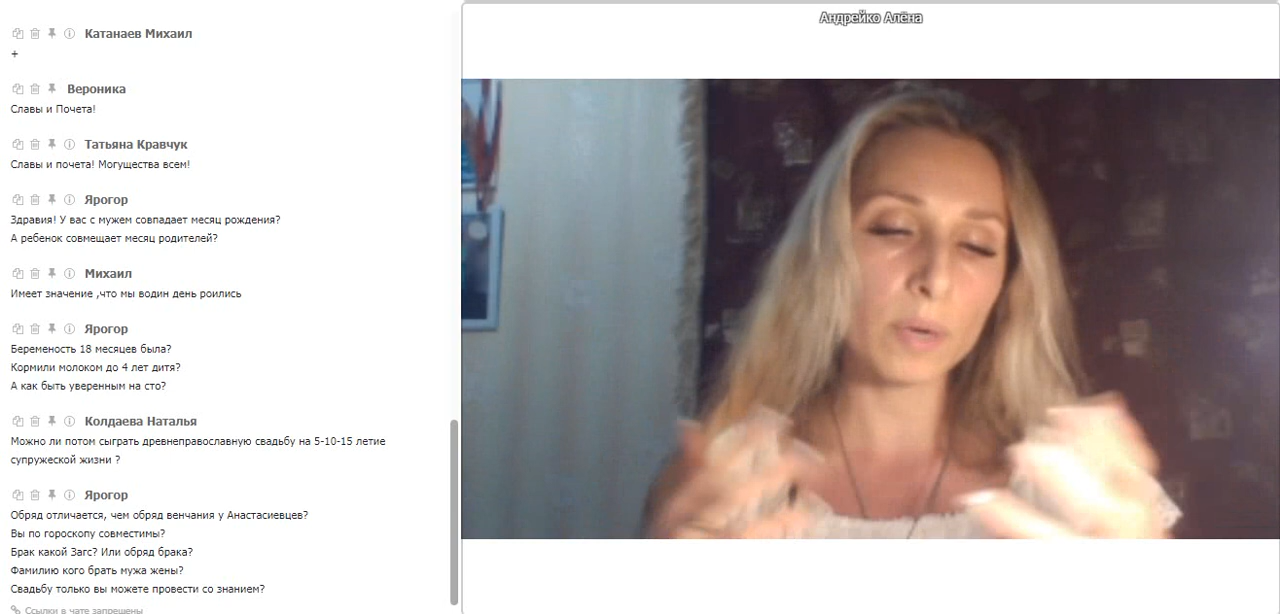 Катанаев Михаил
+
Вероника
Славы и Почета!
Татьяна Кравчук
Славы и почета! Могущества всем!
Ярогор
Здравия! У вас с мужем совпадает месяц рождения?
А ребенок совмещает месяц родителей?
Михаил
Имеет значение ,что мы водин день роились
Ярогор
Беременость 18 месяцев была?
Кормили молоком до 4 лет дитя?
А как быть уверенным на сто?
Колдаева Наталья
Можно ли потом сыграть древнеправославную свадьбу на 5-10-15 летие
супружеской жизни ?
Ярогор
Обряд отличается, чем обряд венчания у Анастасиевцев?
Вы по гороскопу совместимы?
Брак какой Загс? Или обряд брака?
Фамилию кого брать мужа жены?
Свадьбу только вы можете провести со знанием?
Ссылки в чате запрещены
Андрейко Алёна